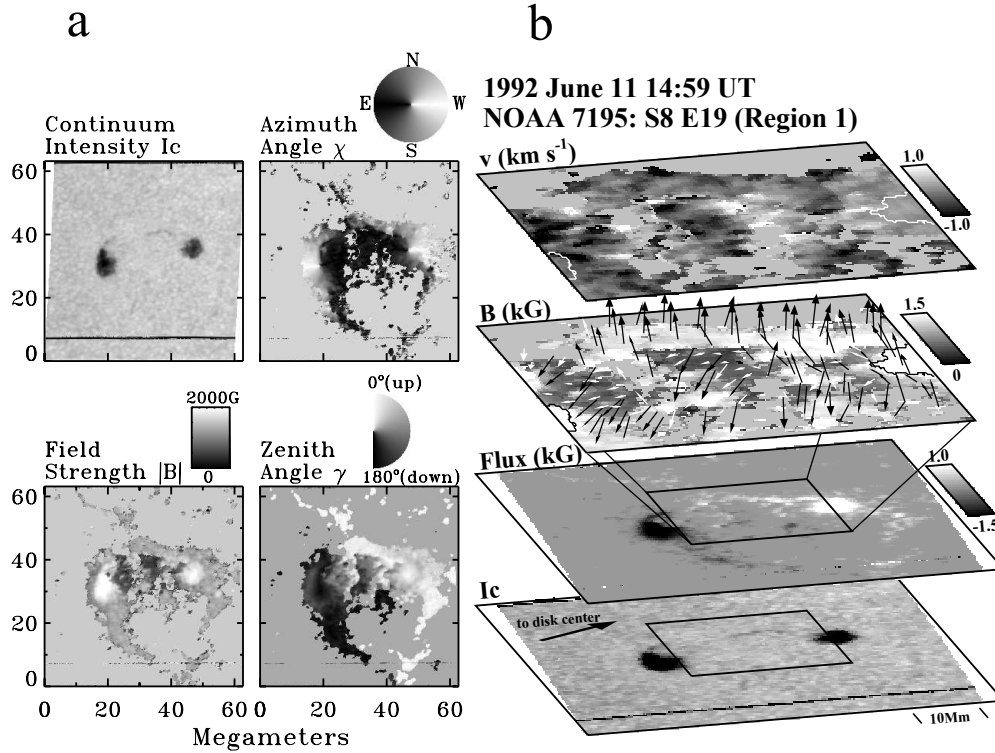 a
b
N
E
W
S
1992 June 11 14:59 UT
NOAA 7195: S8 E19 (Region 1)
Continuum
Intensity Ic
Azimuth
Angle χ
60
40
20
0
v (km s⁻¹)
1.0
-1.0
B (kG)
1.5
0
2000G
0
Field
Strength |B|
0°(up)
Zenith
Angle γ
180°(down)
60
40
20
0
0
20
40
60
0
20
40
60
Megameters
Flux (kG)
1.0
-1.5
Ic
to disk center
10Mm